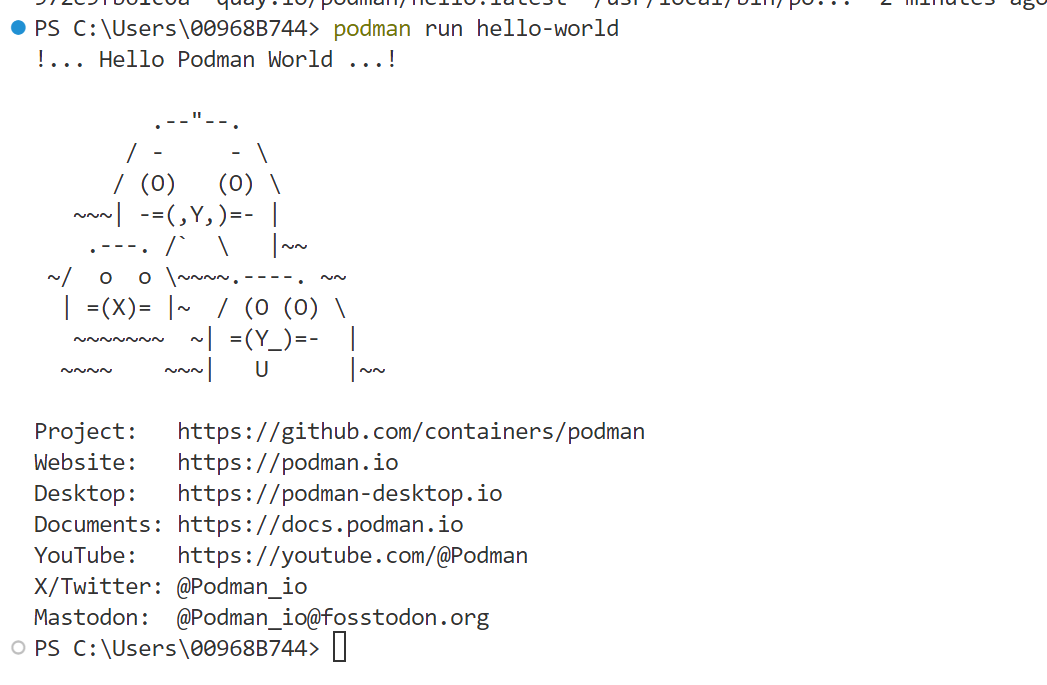 quay.io/podman/hello:latest /usr/local/bin/po... 2 minutes ago
PS C:\Users\00968B744> podman run hello-world
!... Hello Podman World ...!
         .--"--.
       / -     - \
      / (O)   (O) \
   ~~~| -=(,Y,)=- |
    .---. /`  \   |~~
 ~/  o  o \~~~~.----. ~~
  | =(X)= |~  / (O (O) \
   ~~~~~~~  ~| =(Y_)=-  |
  ~~~~    ~~~|   U      |~~
Project:   https://github.com/containers/podman
Website:   https://podman.io
Desktop:   https://podman-desktop.io
Documents: https://docs.podman.io
YouTube:   https://youtube.com/@Podman
X/Twitter: @Podman_io
Mastodon:  @Podman_io@fosstodon.org
PS C:\Users\00968B744>